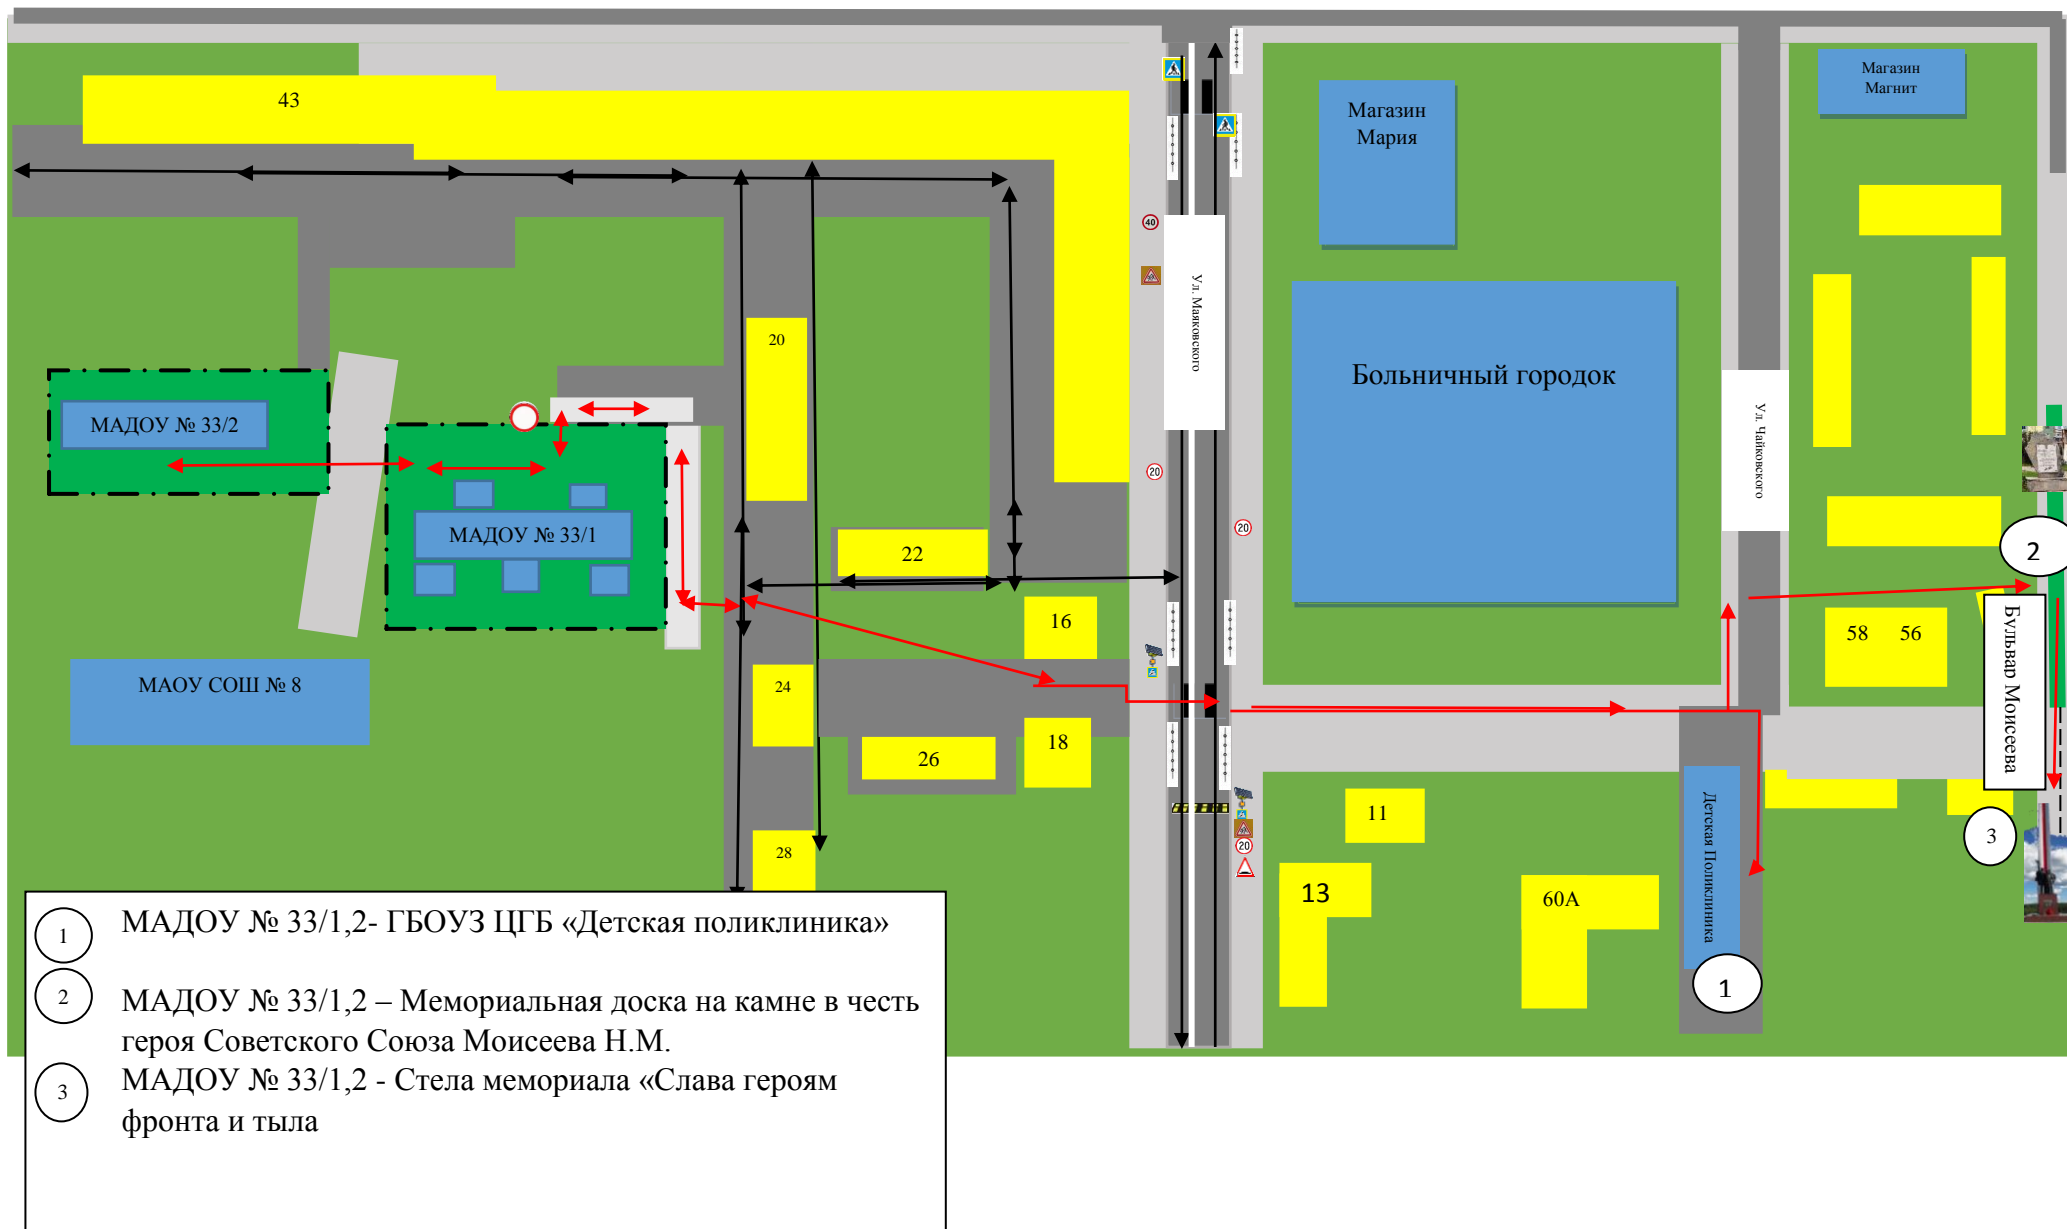 43
Магазин
Мария
Магазин
Магнит
40
Ул. Маяковского
20
Больничный городок
Ул. Чайковского
МАДОУ № 33/2
20
20
МАДОУ № 33/1
22
2
16
58 56
Бульвар Моисеева
МАОУ СОШ № 8
24
18
26
11
Детская Поликлиника
3
20
28
13
60А
1
1 МАДОУ № 33/1,2- ГБОУЗ ЦГБ «Детская поликлиника»
2 МАДОУ № 33/1,2 – Мемориальная доска на камне в честь
героя Советского Союза Моисеева Н.М.
3 МАДОУ № 33/1,2 - Стела мемориала «Слава героям
фронта и тыла